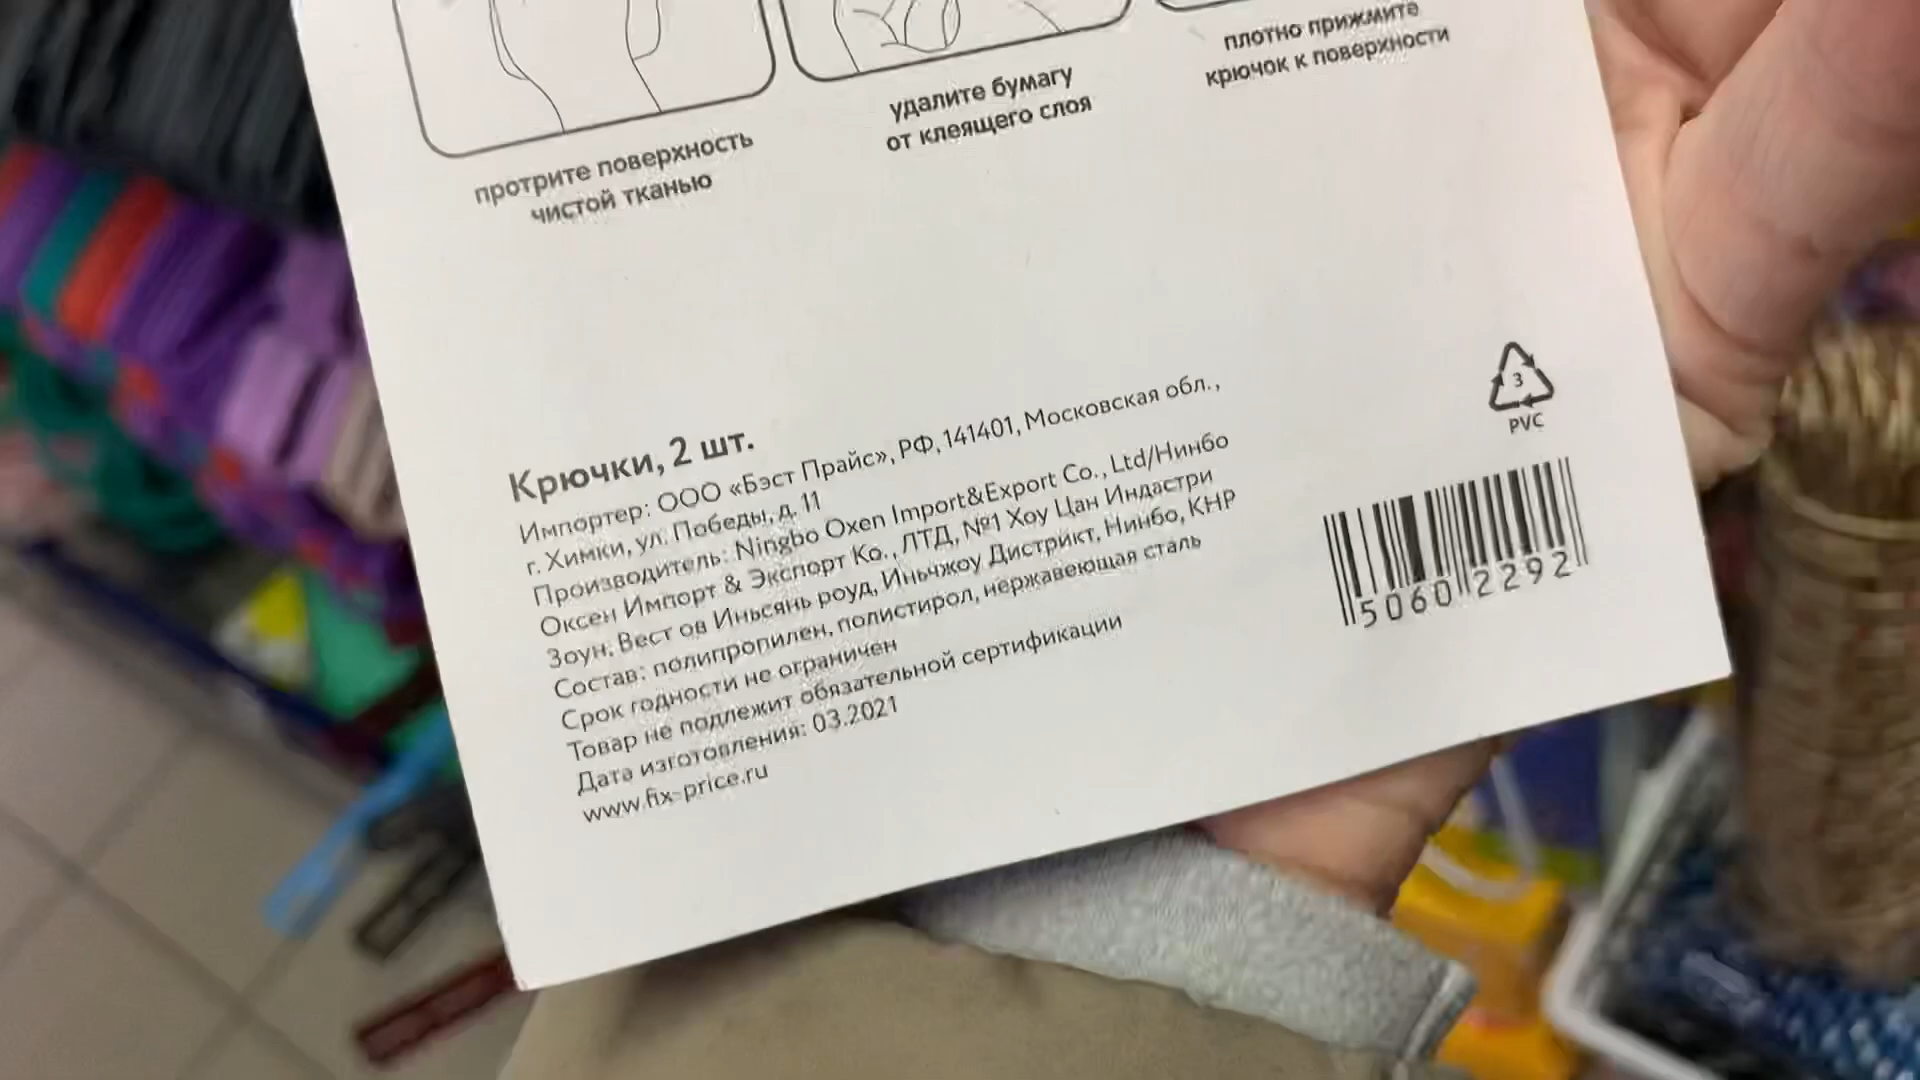 протрите поверхность
чистой тканью
удалите бумагу
от клеящего слоя
плотно прижмите
крючок к поверхности
Крючки, 2 шт.
Импортер: ООО «Бэст Прайс», РФ, 141401, Московская обл.,
г. Химки, ул. Победы, д. 11
Производитель: Ningbo Oxen Import&Export Co., Ltd/Нинбо
Оксен Импорт & Экспорт Ко., ЛТД, №1 Хоу Цан Индастри
Зоун, Вест ов Иньсянь роуд, Иньчжоу Дистрикт, Нинбо, КНР
Состав: полипропилен, полистирол, нержавеющая сталь
Срок годности не ограничен
Товар не подлежит обязательной сертификации
Дата изготовления: 03.2021
www.fix-price.ru
3
PVC
50602292